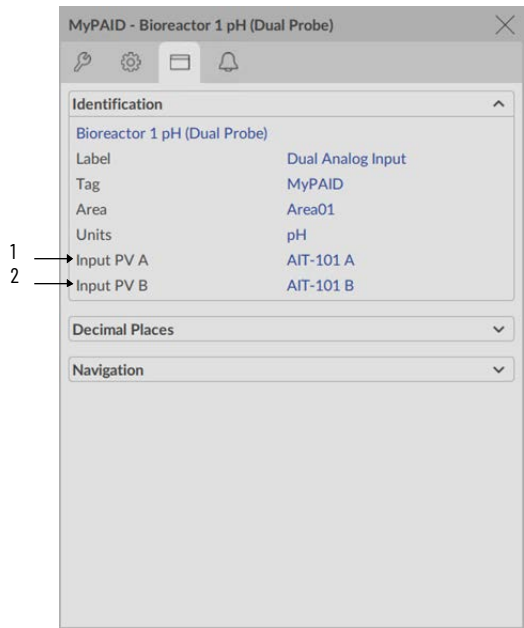 MyPAID - Bioreactor 1 pH (Dual Probe)
Identification
Bioreactor 1 pH (Dual Probe)
Label Dual Analog Input
Tag MyPAID
Area Area01
Units pH
1 Input PV A AIT-101 A
2 Input PV B AIT-101 B
Decimal Places
Navigation